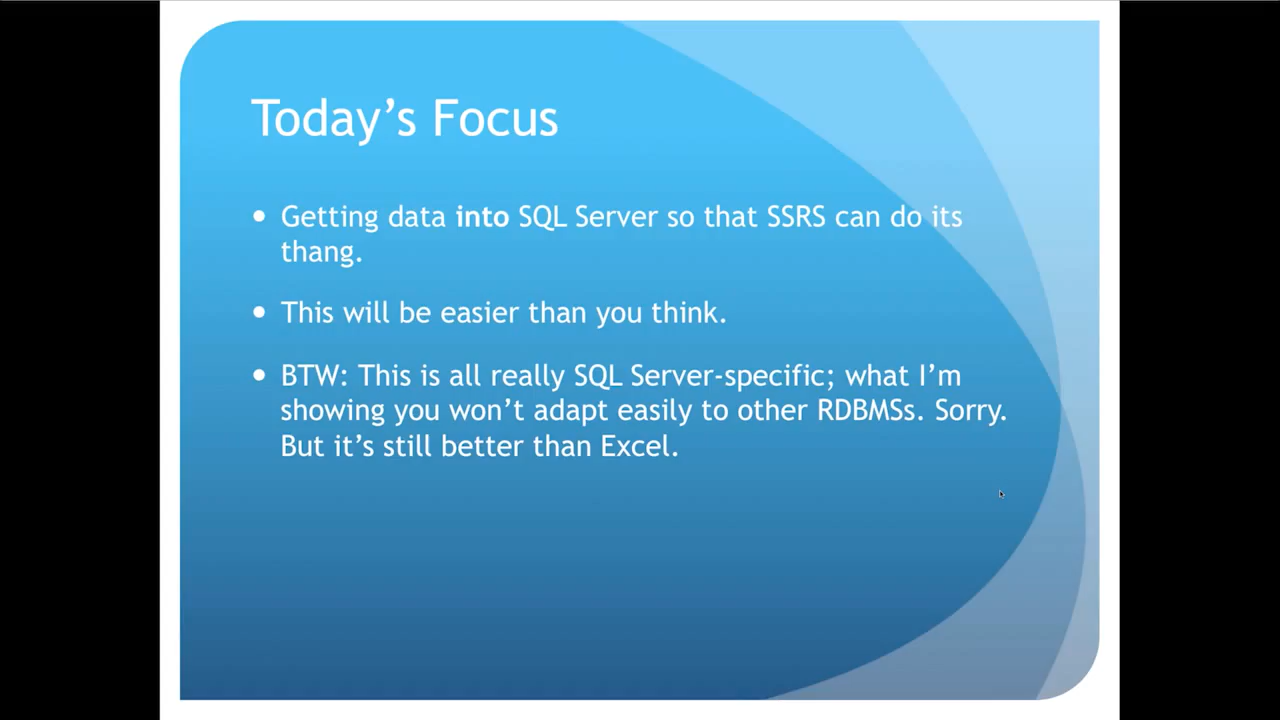 Today’s Focus
• Getting data into SQL Server so that SSRS can do its
thang.
• This will be easier than you think.
• BTW: This is all really SQL Server-specific; what I’m
showing you won’t adapt easily to other RDBMSs. Sorry.
But it’s still better than Excel.